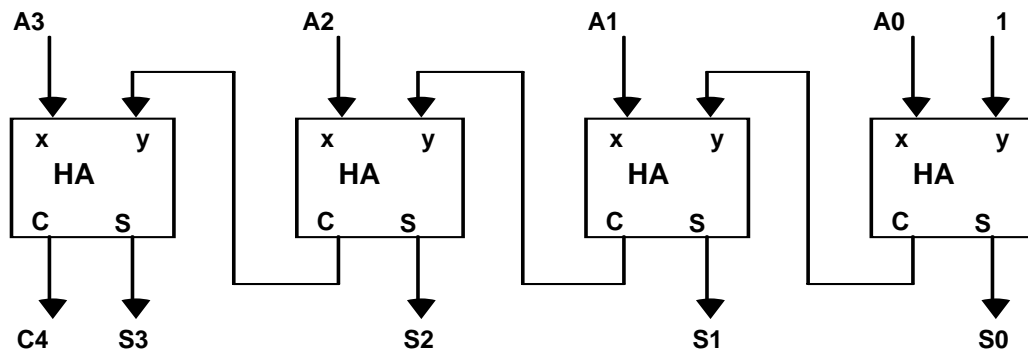 A3 A2 A1 A0 1
x y x y x y x y
HA HA HA HA
C S C S C S C S
C4 S3 S2 S1 S0